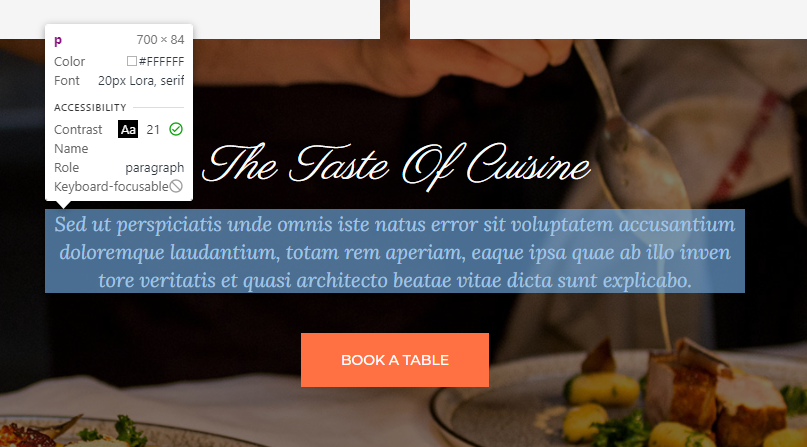 p 700 × 84
Color #FFFFFF
Font 20px Lora, serif
ACCESSIBILITY
Contrast Aa 21
Name
Role paragraph
Keyboard-focusable
The Taste Of Cuisine
Sed ut perspiciatis unde omnis iste natus error sit voluptatem accusantium
doloremque laudantium, totam rem aperiam, eaque ipsa quae ab illo inven
tore veritatis et quasi architecto beatae vitae dicta sunt explicabo.
BOOK A TABLE